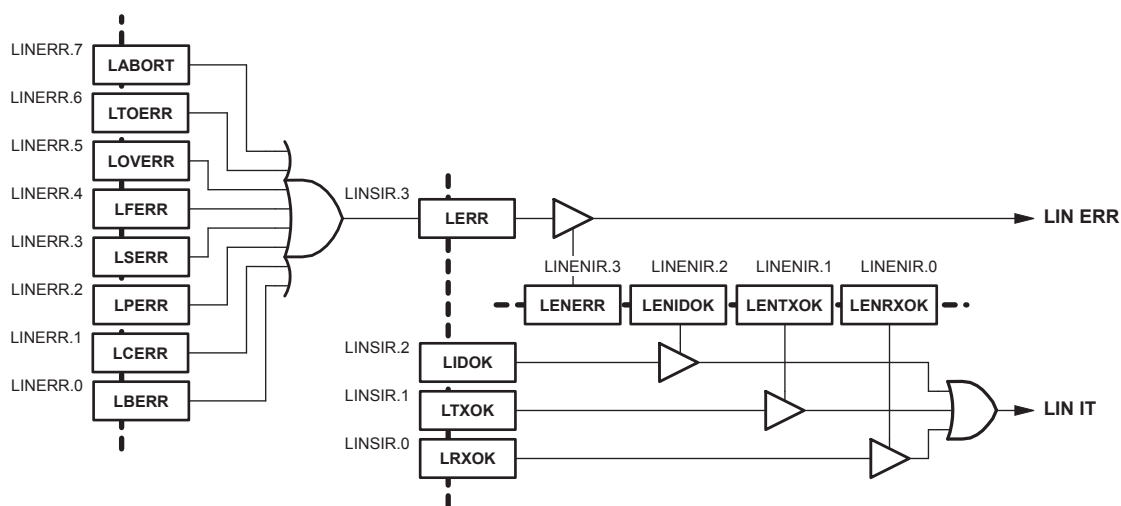 LINERR.7
LABORT
LINERR.6
LTOERR
LINERR.5
LOVERR
LINERR.4
LFERR
LINERR.3
LSERR
LINERR.2
LPERR
LINERR.1
LCERR
LINERR.0
LBERR
LINSIR.3
LERR
LIN ERR
LINENIR.3 LINENIR.2 LINENIR.1 LINENIR.0
LENERR LENIDOK LENTXOK LENRXOK
LINSIR.2
LIDOK
LINSIR.1
LTXOK
LIN IT
LINSIR.0
LRXOK